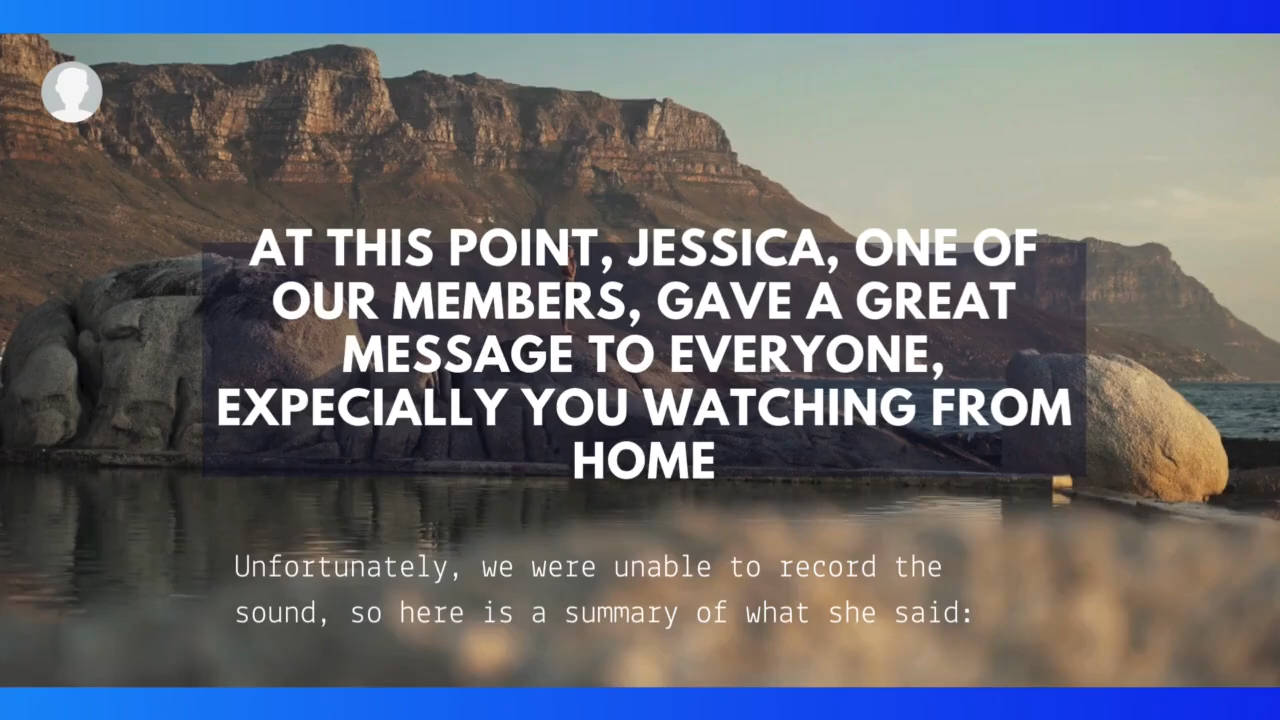 AT THIS POINT, JESSICA, ONE OF
OUR MEMBERS, GAVE A GREAT
MESSAGE TO EVERYONE,
EXPECIALLY YOU WATCHING FROM
HOME
Unfortunately, we were unable to record the
sound, so here is a summary of what she said: